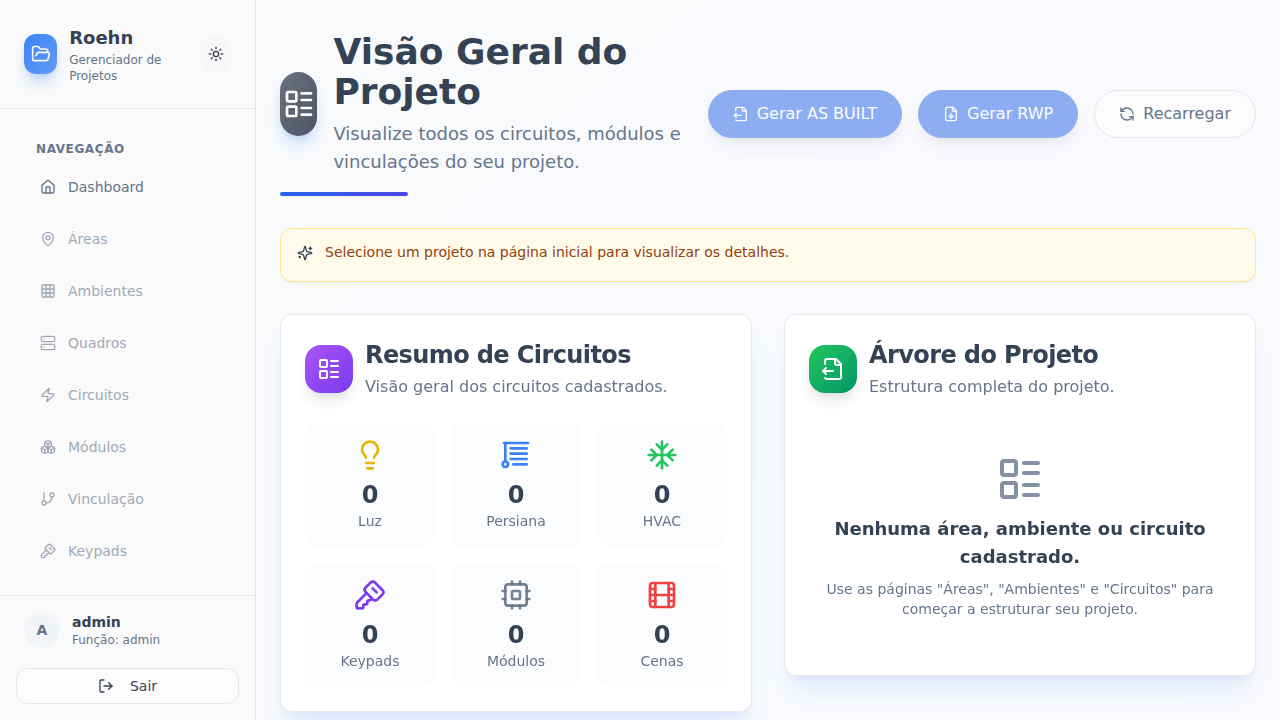 Roehn
Gerenciador de
Projetos
NAVEGAÇÃO
Dashboard
Áreas
Ambientes
Quadros
Circuitos
Módulos
Vinculação
Keypads
A
admin
Função: admin
Sair
Visão Geral do
Projeto
Visualize todos os circuitos, módulos e
vinculações do seu projeto.
Gerar AS BUILT
Gerar RWP
Recarregar
Selecione um projeto na página inicial para visualizar os detalhes.
Resumo de Circuitos
Visão geral dos circuitos cadastrados.
0
Luz
0
Persiana
0
HVAC
0
Keypads
0
Módulos
0
Cenas
Árvore do Projeto
Estrutura completa do projeto.
Nenhuma área, ambiente ou circuito
cadastrado.
Use as páginas "Áreas", "Ambientes" e "Circuitos" para
começar a estruturar seu projeto.